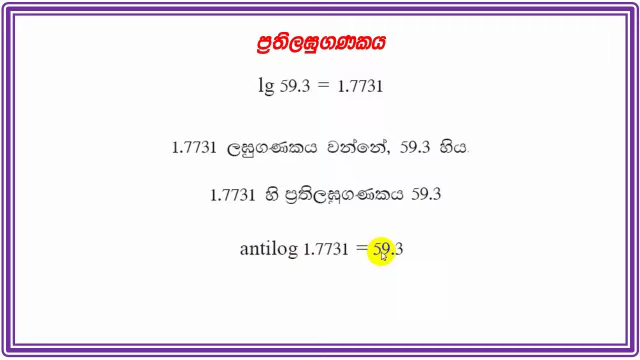 ප්‍රතිලඝුගණකය
lg 59.3 = 1.7731
1.7731 ලඝුගණකය වන්නේ, 59.3 හිය.
1.7731 හි ප්‍රතිලඝුගණකය 59.3
antilog 1.7731 = 59.3